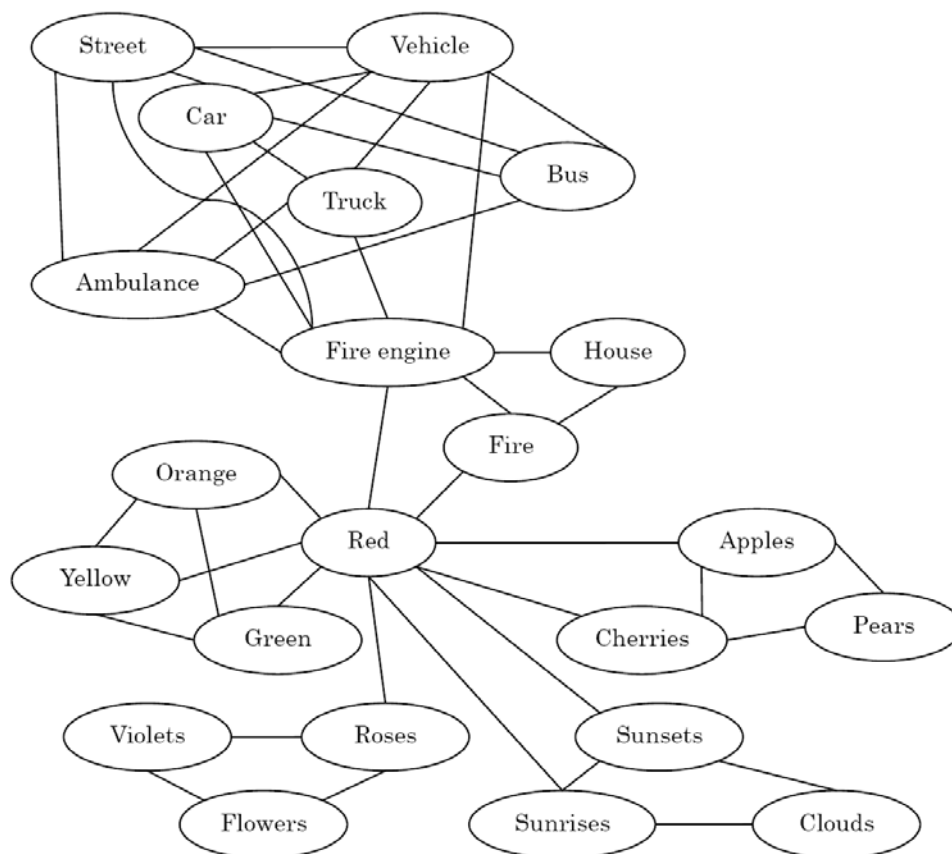 Street
Vehicle
Car
Bus
Truck
Ambulance
Fire engine
House
Fire
Orange
Red
Apples
Yellow
Green
Cherries
Pears
Violets
Roses
Sunsets
Flowers
Sunrises
Clouds